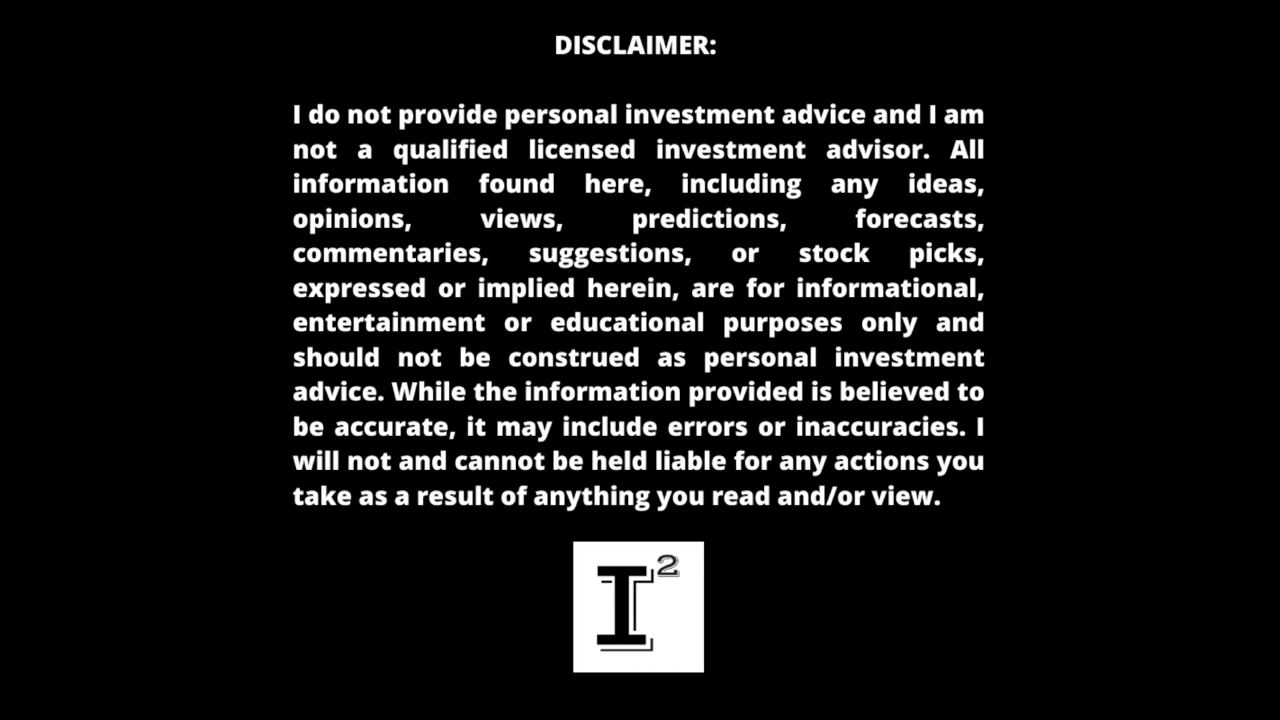 DISCLAIMER:
I do not provide personal investment advice and I am
not a qualified licensed investment advisor. All
information found here, including any ideas,
opinions, views, predictions, forecasts,
commentaries, suggestions, or stock picks,
expressed or implied herein, are for informational,
entertainment or educational purposes only and
should not be construed as personal investment
advice. While the information provided is believed to
be accurate, it may include errors or inaccuracies. I
will not and cannot be held liable for any actions you
take as a result of anything you read and/or view.
I²